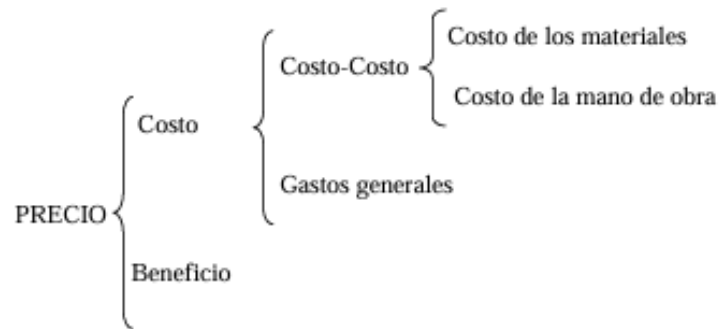 Costo de los materiales
Costo-Costo
Costo de la mano de obra
Costo
Gastos generales
PRECIO
Beneficio